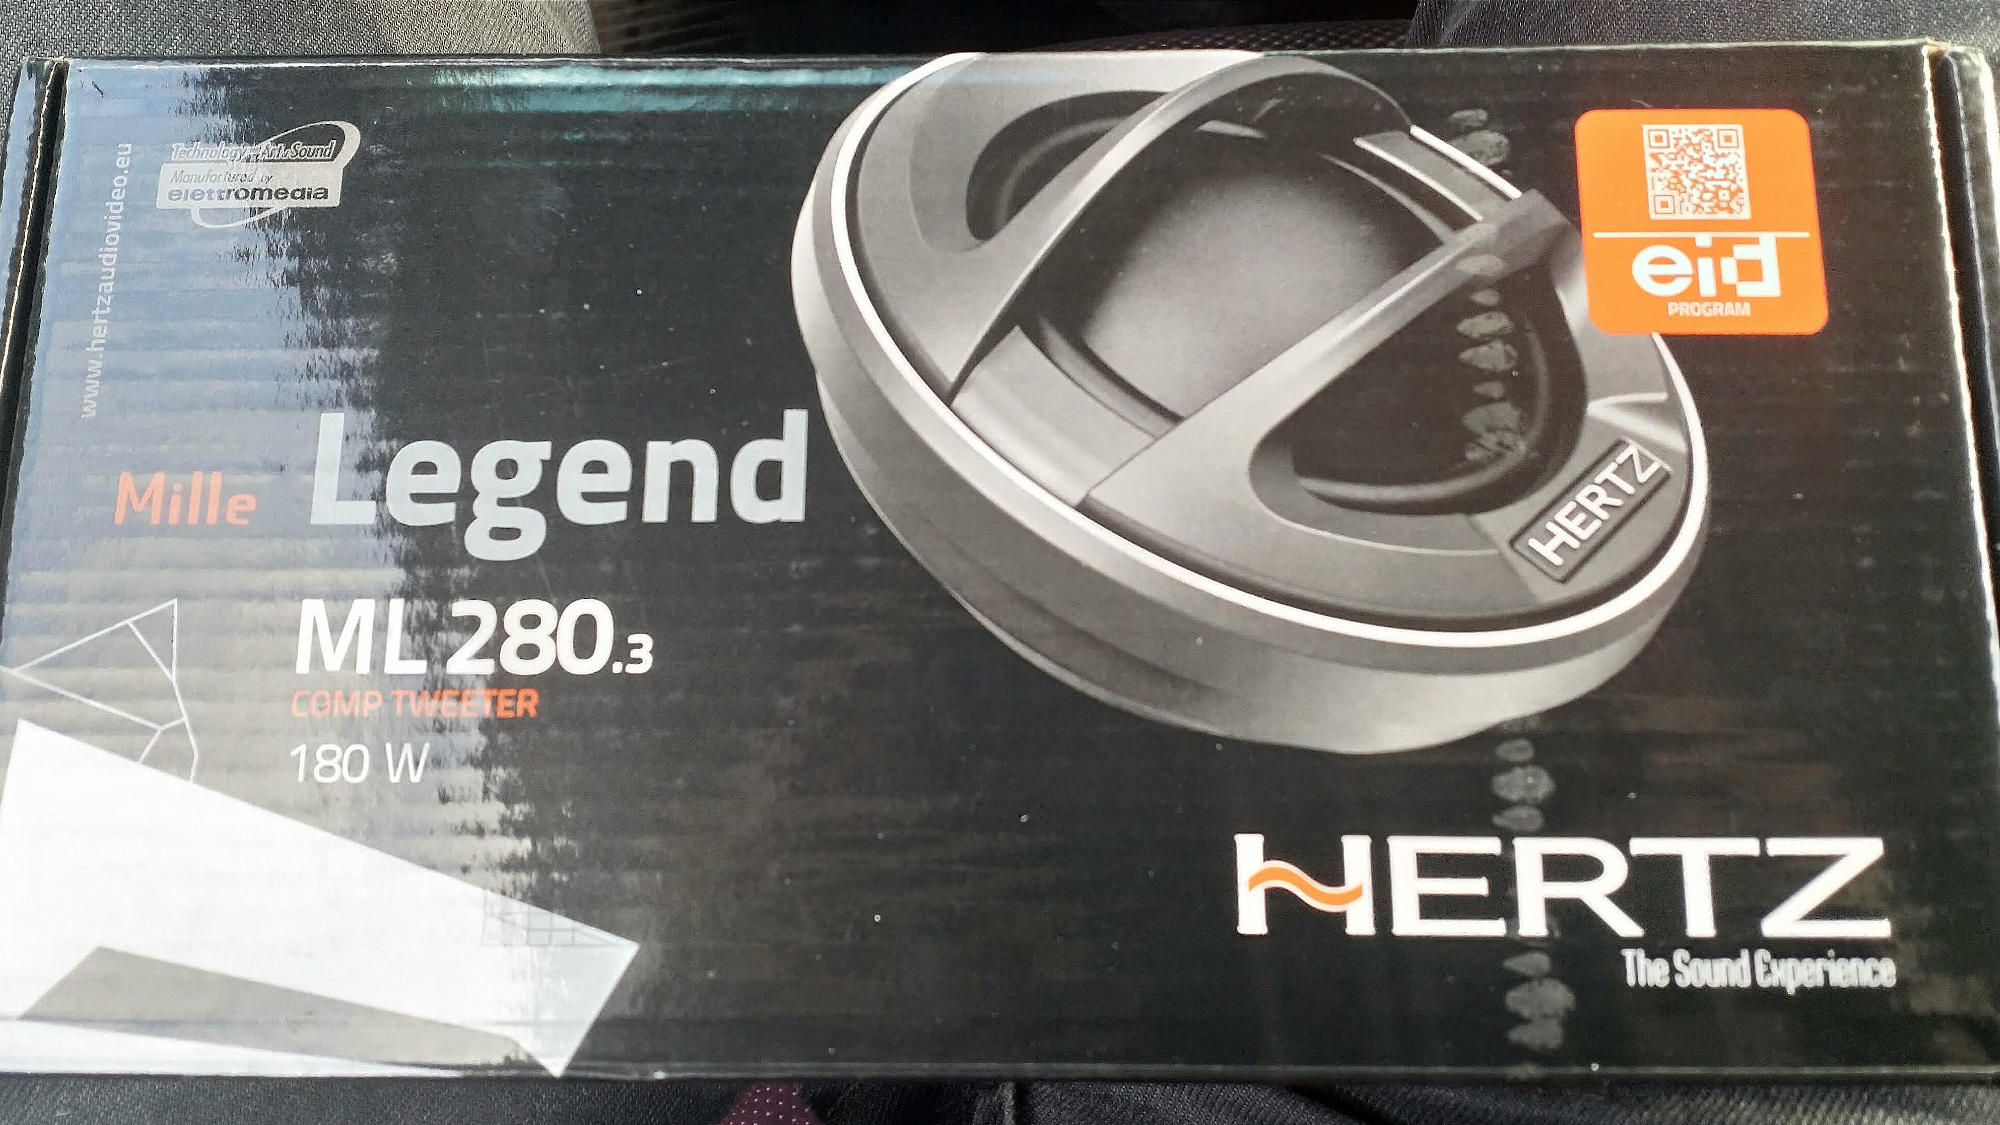 www.hertzaudiovideo.eu
Technology Art & Sound
Manufactured by
elettromedia
Mille Legend
ML 280.3
COMP TWEETER
180 W
HERTZ
eid
PROGRAM
HERTZ
The Sound Experience